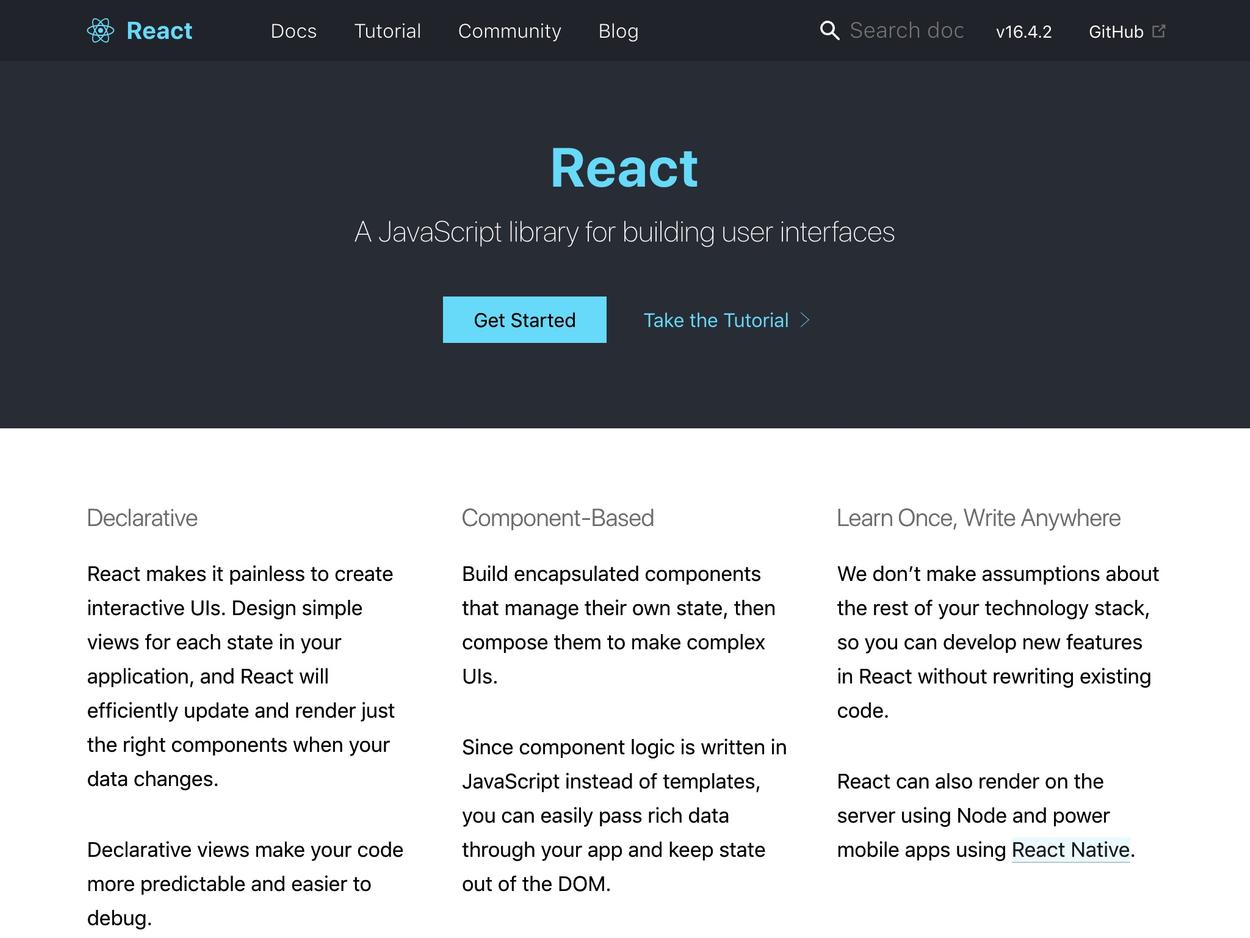 React
Docs
Tutorial
Community
Blog
Search doc
v16.4.2
GitHub
React
A JavaScript library for building user interfaces
Get Started
Take the Tutorial
Declarative
React makes it painless to create
interactive UIs. Design simple
views for each state in your
application, and React will
efficiently update and render just
the right components when your
data changes.
Declarative views make your code
more predictable and easier to
debug.
Component-Based
Build encapsulated components
that manage their own state, then
compose them to make complex
UIs.
Since component logic is written in
JavaScript instead of templates,
you can easily pass rich data
through your app and keep state
out of the DOM.
Learn Once, Write Anywhere
We don’t make assumptions about
the rest of your technology stack,
so you can develop new features
in React without rewriting existing
code.
React can also render on the
server using Node and power
mobile apps using React Native.